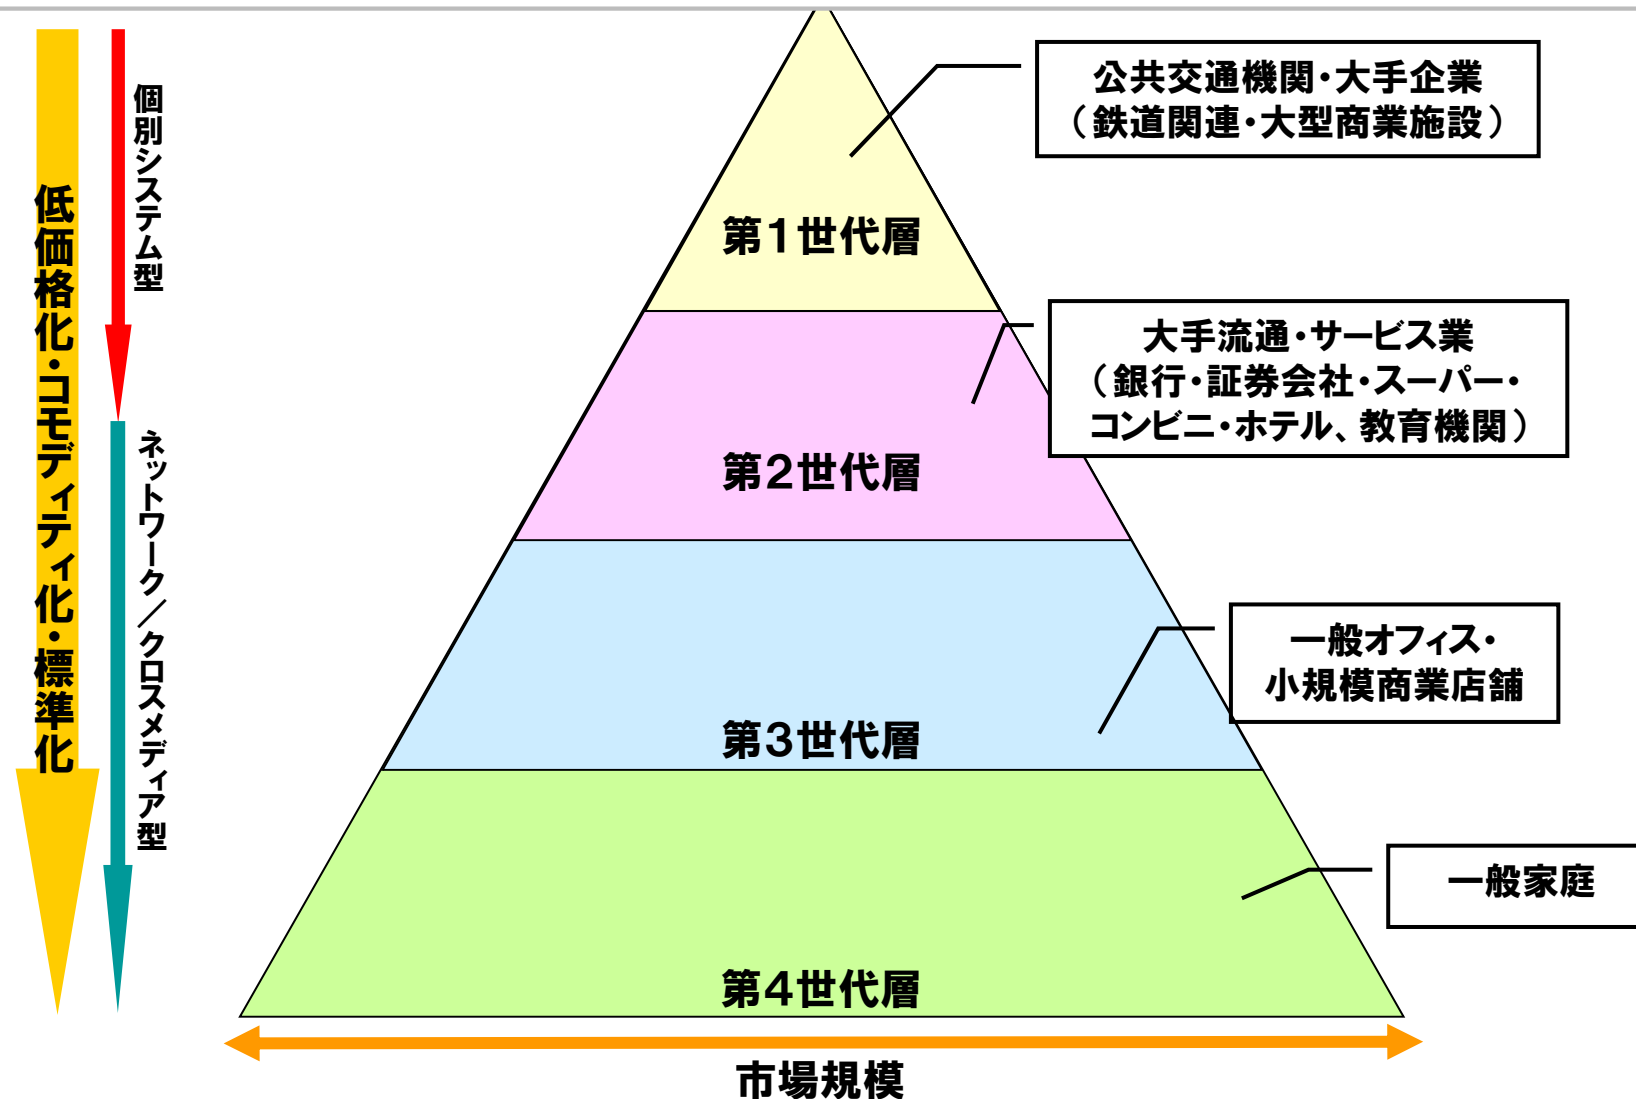 低価格化・コモディティ化・標準化
個別システム型
ネットワーク／クロスメディア型
公共交通機関・大手企業
（鉄道関連・大型商業施設）
第1世代層
大手流通・サービス業
（銀行・証券会社・スーパー・
コンビニ・ホテル、教育機関）
第2世代層
一般オフィス・
小規模商業店舗
第3世代層
一般家庭
第4世代層
市場規模